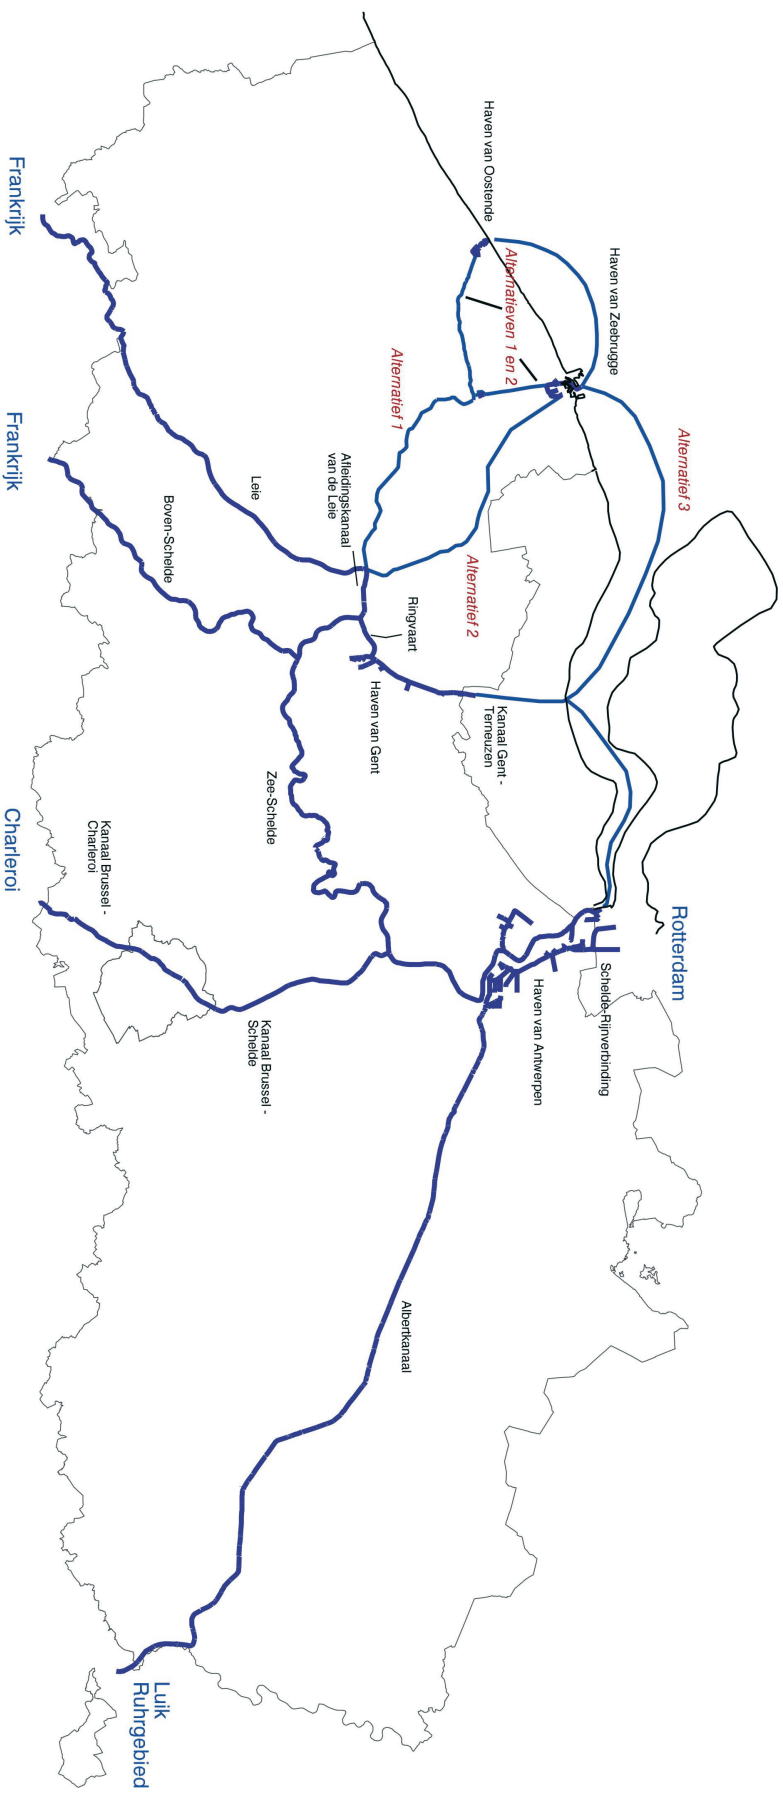 Rotterdam
Alternatief 3
Haven van Zeebrugge
Schelde-Rijnverbinding
Haven van Oostende
Alternatieven 1 en 2
Haven van Antwerpen
Kanaal Gent -
Terneuzen
Alternatief 2
Alternatief 1
Ringvaart
Albertkanaal
Haven van Gent
Afleidingskanaal
van de Leie
Zee-Schelde
Leie
Kanaal Brussel -
Schelde
Boven-Schelde
Kanaal Brussel -
Charleroi
Luik
Ruhrgebied
Frankrijk
Frankrijk
Charleroi